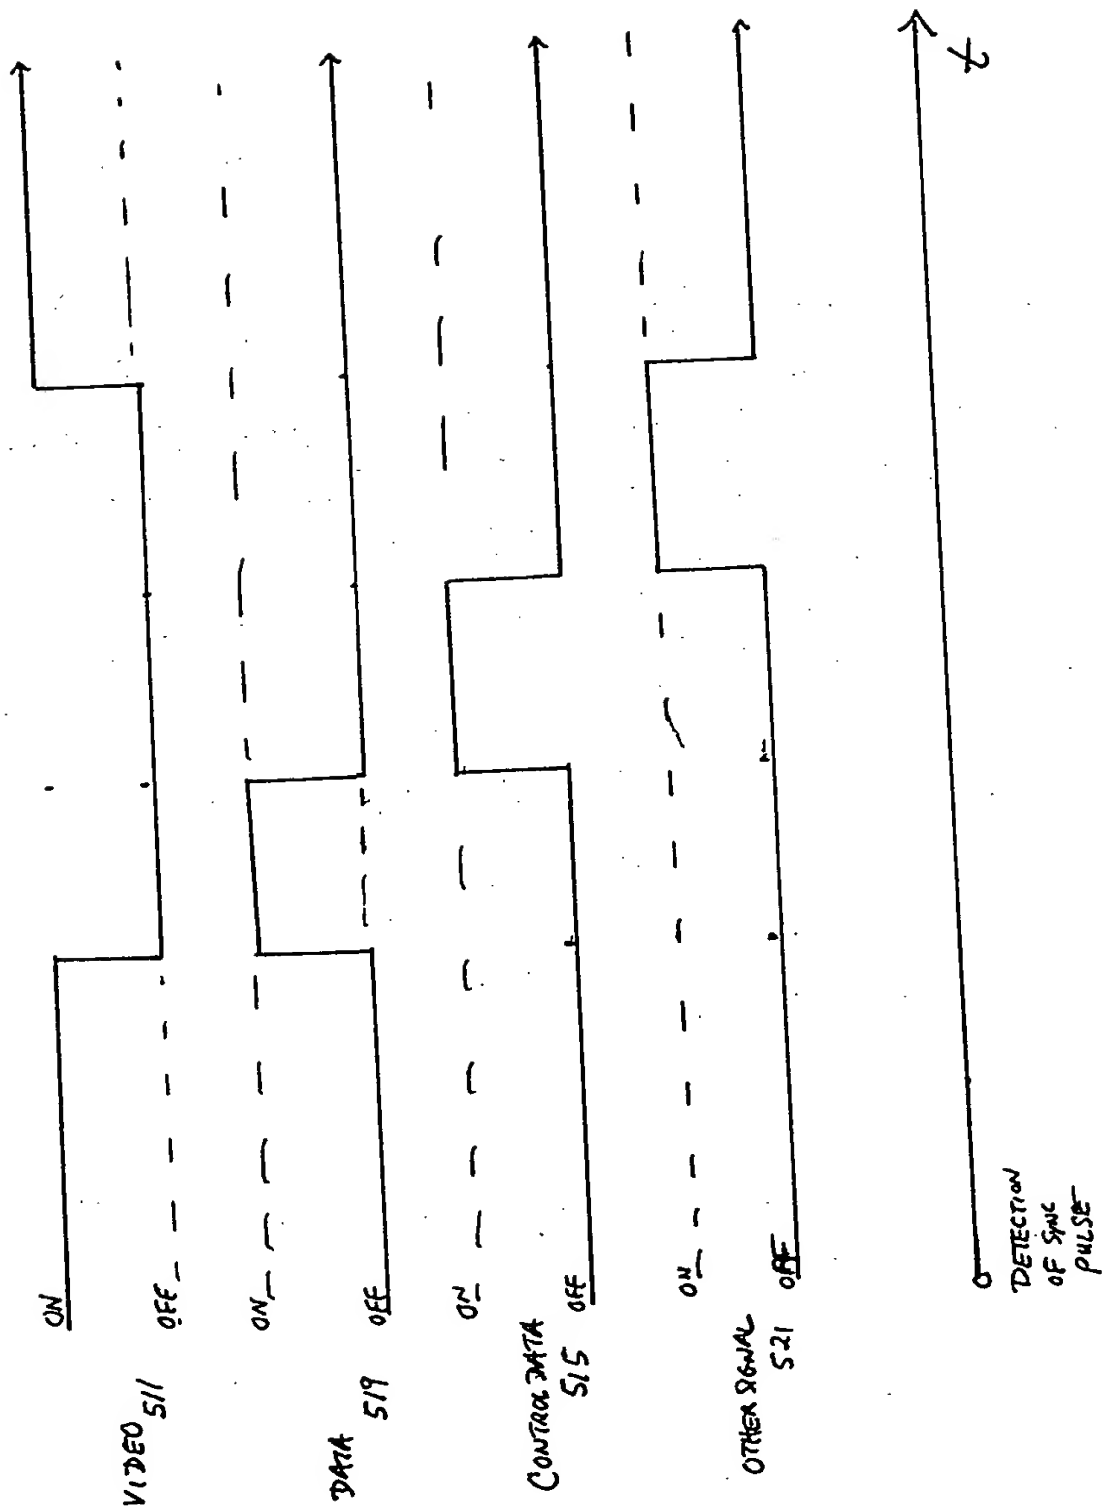 VIDEO 511
ON
OFF
DATA 519
ON
OFF
CONTROL DATA
515
ON
OFF
OTHER SIGNAL
521
ON
OFF
O
t
DETECTION
OF SYNC
PULSE